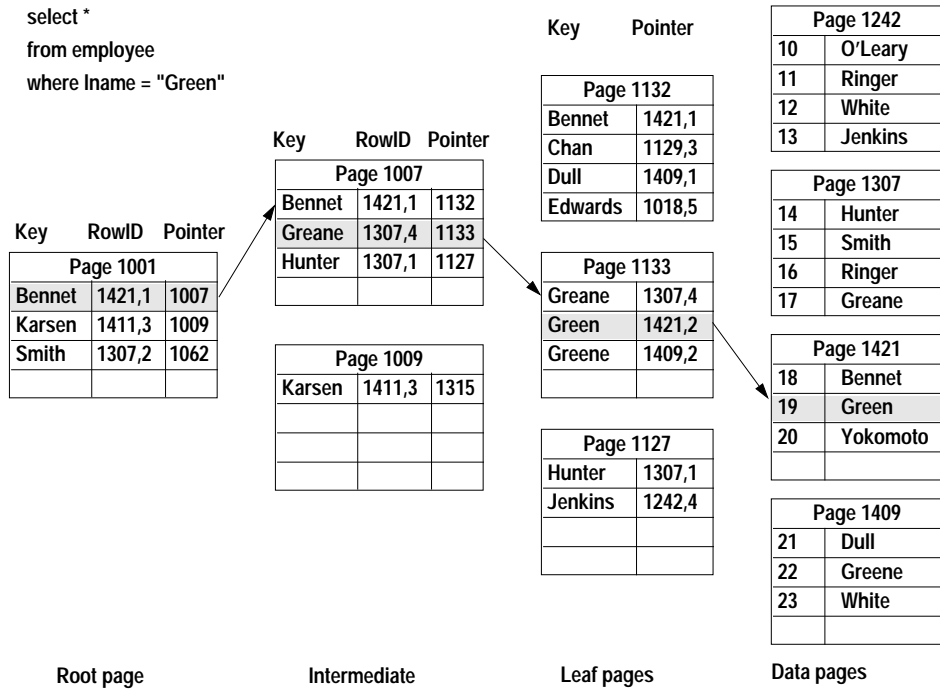 select *
from employee
where lname = "Green"
Key RowID Pointer
Page 1001
Bennet 1421,1 1007
Karsen 1411,3 1009
Smith 1307,2 1062
Root page
Key RowID Pointer
Page 1007
Bennet 1421,1 1132
Greane 1307,4 1133
Hunter 1307,1 1127
Page 1009
Karsen 1411,3 1315
Intermediate
Key Pointer
Page 1132
Bennet 1421,1
Chan 1129,3
Dull 1409,1
Edwards 1018,5
Page 1133
Greane 1307,4
Green 1421,2
Greene 1409,2
Page 1127
Hunter 1307,1
Jenkins 1242,4
Leaf pages
Page 1242
10 O’Leary
11 Ringer
12 White
13 Jenkins
Page 1307
14 Hunter
15 Smith
16 Ringer
17 Greane
Page 1421
18 Bennet
19 Green
20 Yokomoto
Page 1409
21 Dull
22 Greene
23 White
Data pages